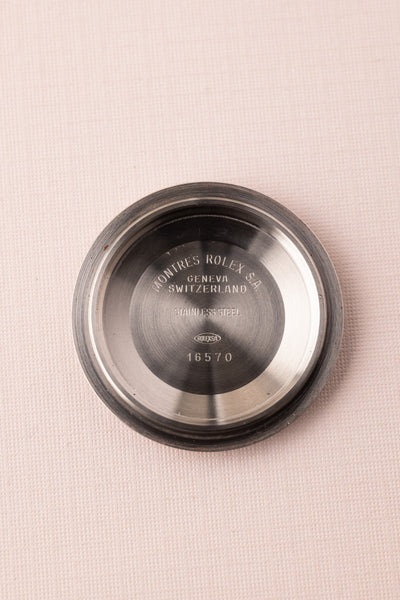 MONTRES ROLEX S.A.
GENEVA
SWITZERLAND
STAINLESS STEEL
16570